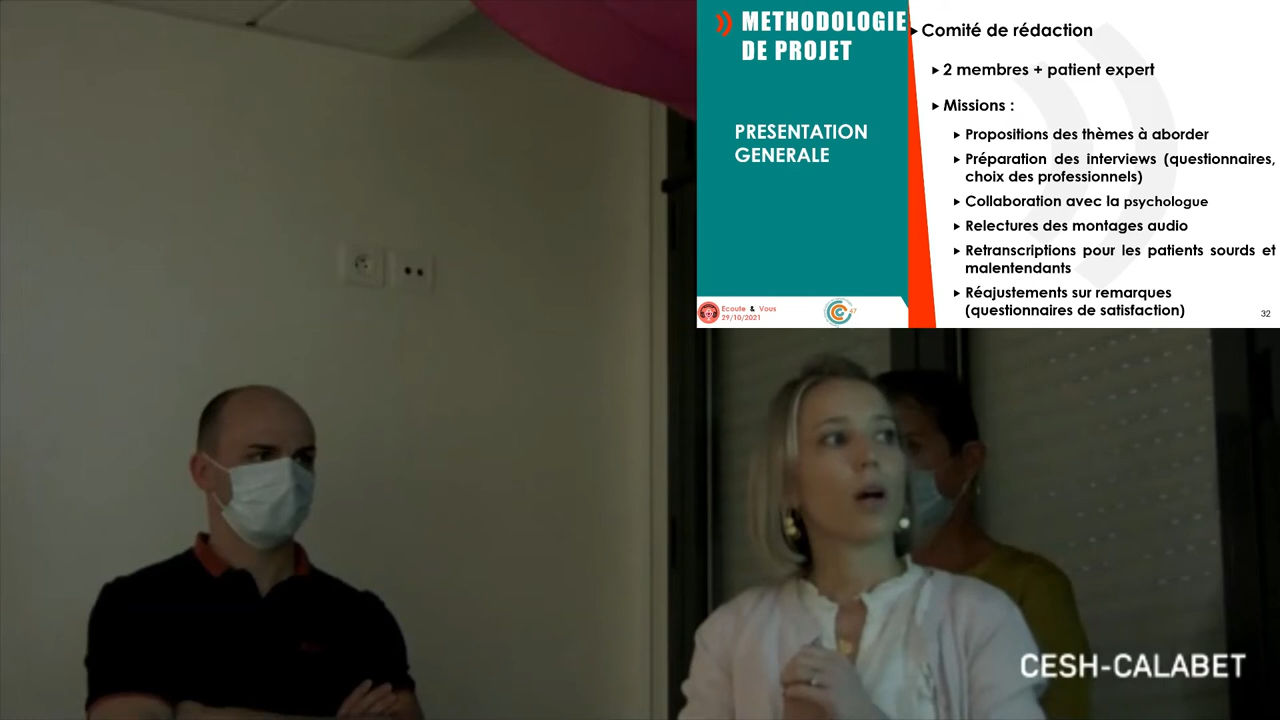 METHODOLOGIE
DE PROJET
PRESENTATION
GENERALE
Comité de rédaction
2 membres + patient expert
Missions :
Propositions des thèmes à aborder
Préparation des interviews (questionnaires,
choix des professionnels)
Collaboration avec la psychologue
Relectures des montages audio
Retranscriptions pour les patients sourds et
malentendants
Réajustements sur remarques
(questionnaires de satisfaction)
Ecoute & Vous
29/10/2021
47
32
CESH-CALABET